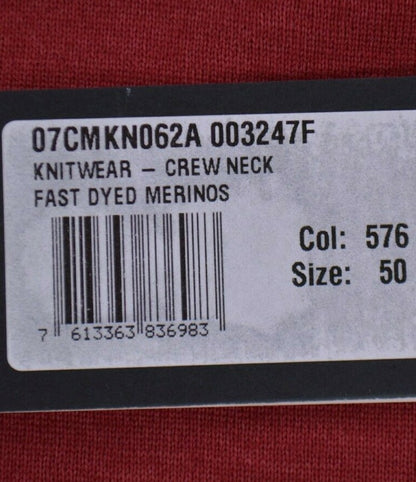 07CMKN062A 003247F
KNITWEAR – CREW NECK
FAST DYED MERINOS
Col: 576
Size: 50
7 613363 836983